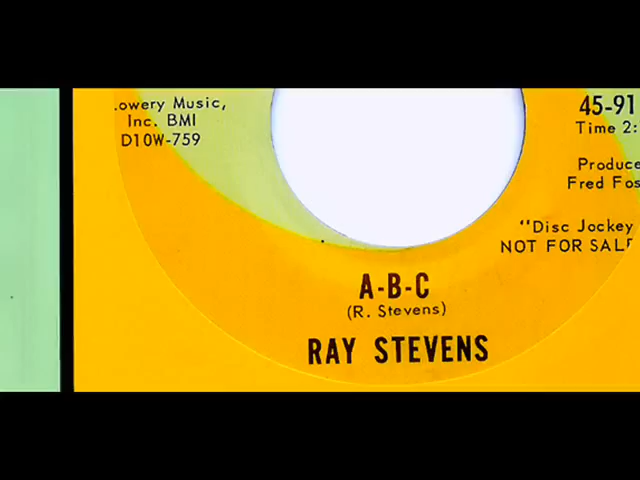 .owery Music,
Inc. BMI
D10W-759
45-91
Time 2:
Produce
Fred Fos
"Disc Jockey
NOT FOR SALE
A-B-C
(R. Stevens)
RAY STEVENS